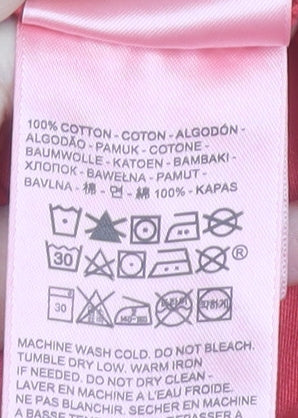 100% COTTON - COTON - ALGODÓN -
ALGODÃO - PAMUK - COTONE -
BAUMWOLLE - KATOEN - BAMBAKI -
ХЛОПОК - BAWEŁNA - PAMUT -
BAVLNA - 棉 - 면 - 綿 100% - KAPAS
30 ®
30
MACHINE WASH COLD. DO NOT BLEACH.
TUMBLE DRY LOW. WARM IRON
IF NEEDED. DO NOT DRY CLEAN -
LAVER EN MACHINE A L'EAU FROIDE.
NE PAS BLANCHIR. SECHER EN MACHINE
A BASSE